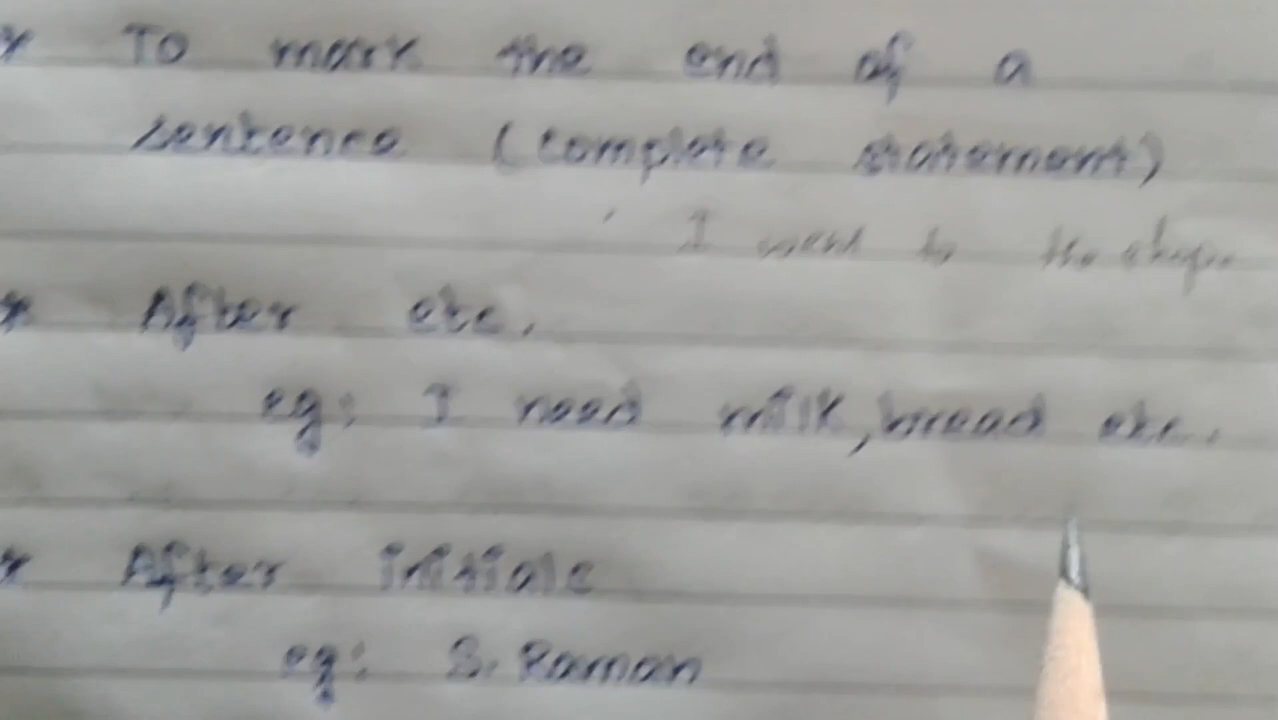 * To mark the end of a
sentence (complete statement)
I went to the shop.
* After etc.
eg: I need milk, bread etc.
* After initials
eg: S. Raman